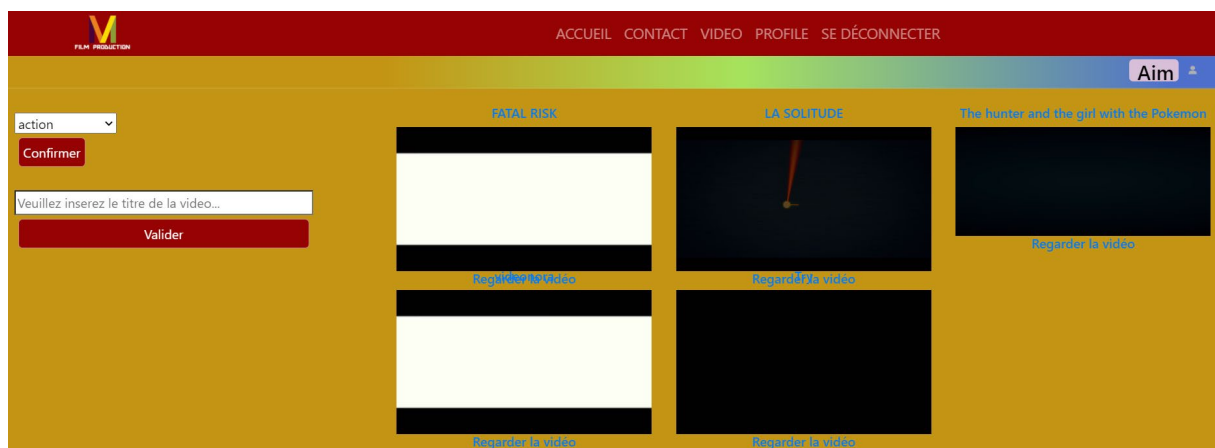 FILM PRODUCTION
ACCUEIL CONTACT VIDEO PROFILE SE DÉCONNECTER
Aim
action
Confirmer
Veuillez inserez le titre de la video...
Valider
FATAL RISK
LA SOLITUDE
The hunter and the girl with the Pokemon
Regarder la vidéo
videonora
Regarder la vidéo
Try
Regarder la vidéo
Regarder la vidéo
Regarder la vidéo